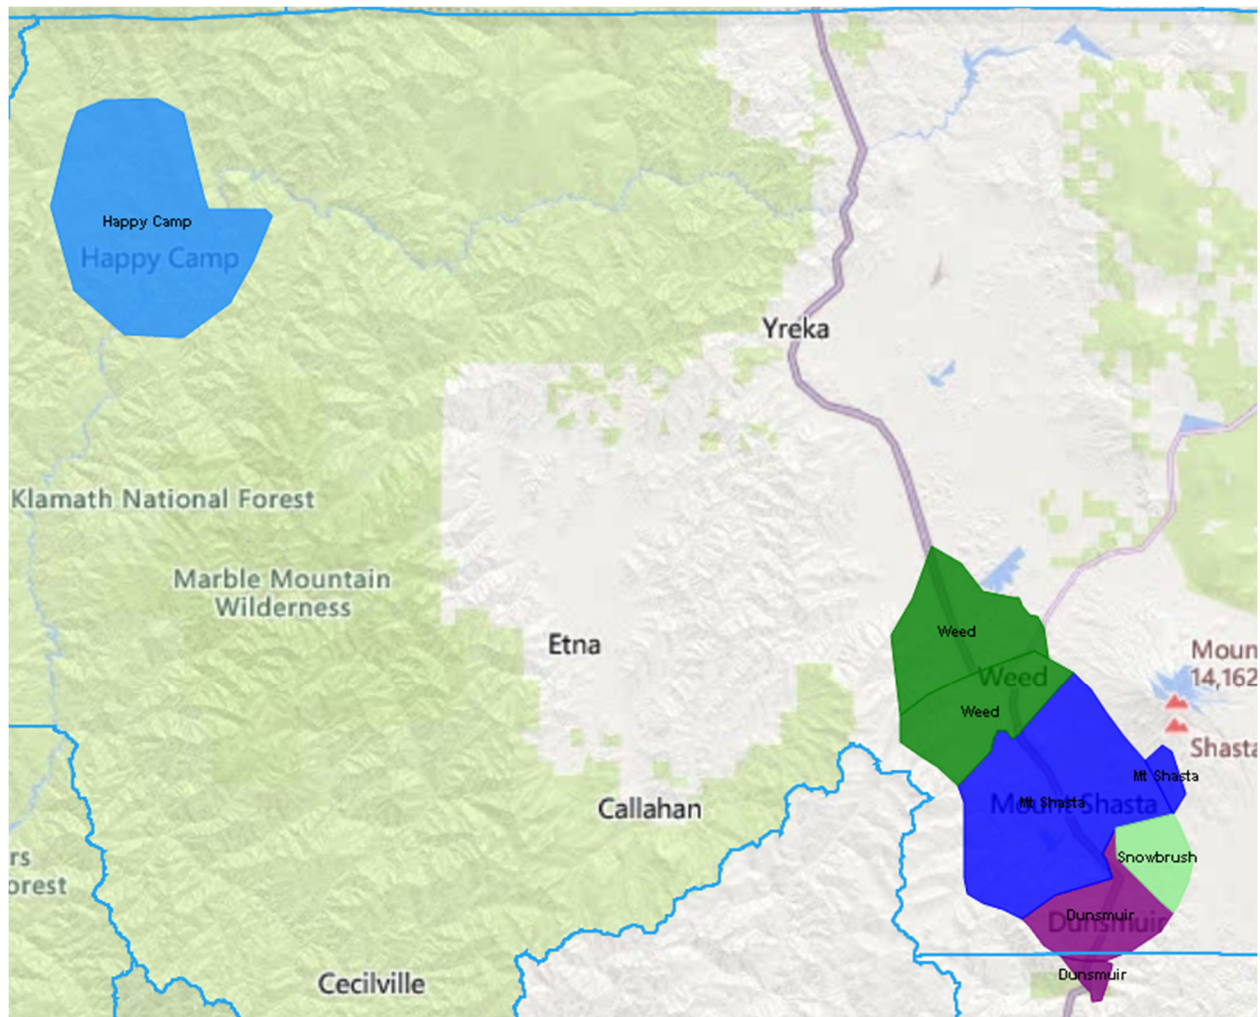 Happy Camp
Happy Camp
Yreka
Klamath National Forest
Marble Mountain
Wilderness
Etna
Weed
Weed
Weed
Moun
14,162
Shasta
Mt Shasta
Mount Shasta
Mt Shasta
Callahan
rs
orest
Snowbrush
Dunsmuir
Dunsmuir
Dunsmuir
Cecilville